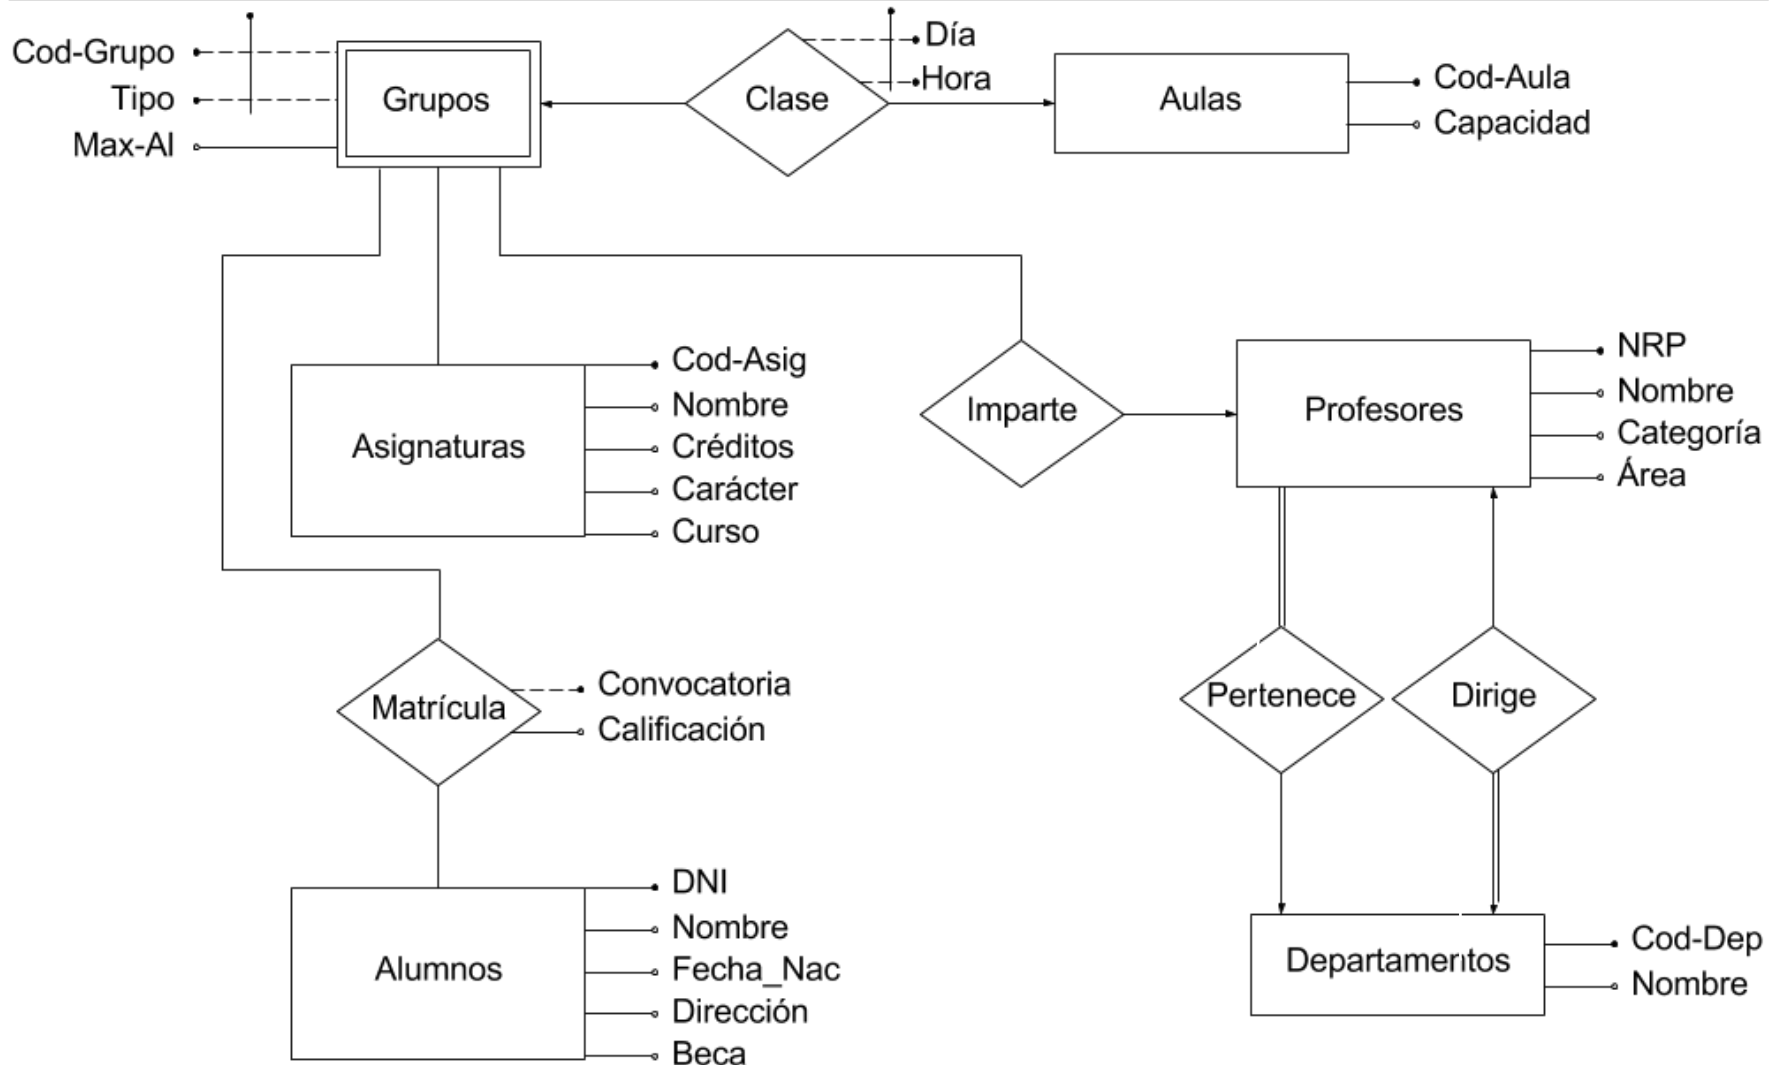 Cod-Grupo
Tipo
Max-Al
Grupos
Clase
Día
Hora
Aulas
Cod-Aula
Capacidad
Asignaturas
Cod-Asig
Nombre
Créditos
Carácter
Curso
Imparte
Profesores
NRP
Nombre
Categoría
Área
Matrícula
Convocatoria
Calificación
Pertenece
Dirige
Alumnos
DNI
Nombre
Fecha_Nac
Dirección
Beca
Departamentos
Cod-Dep
Nombre